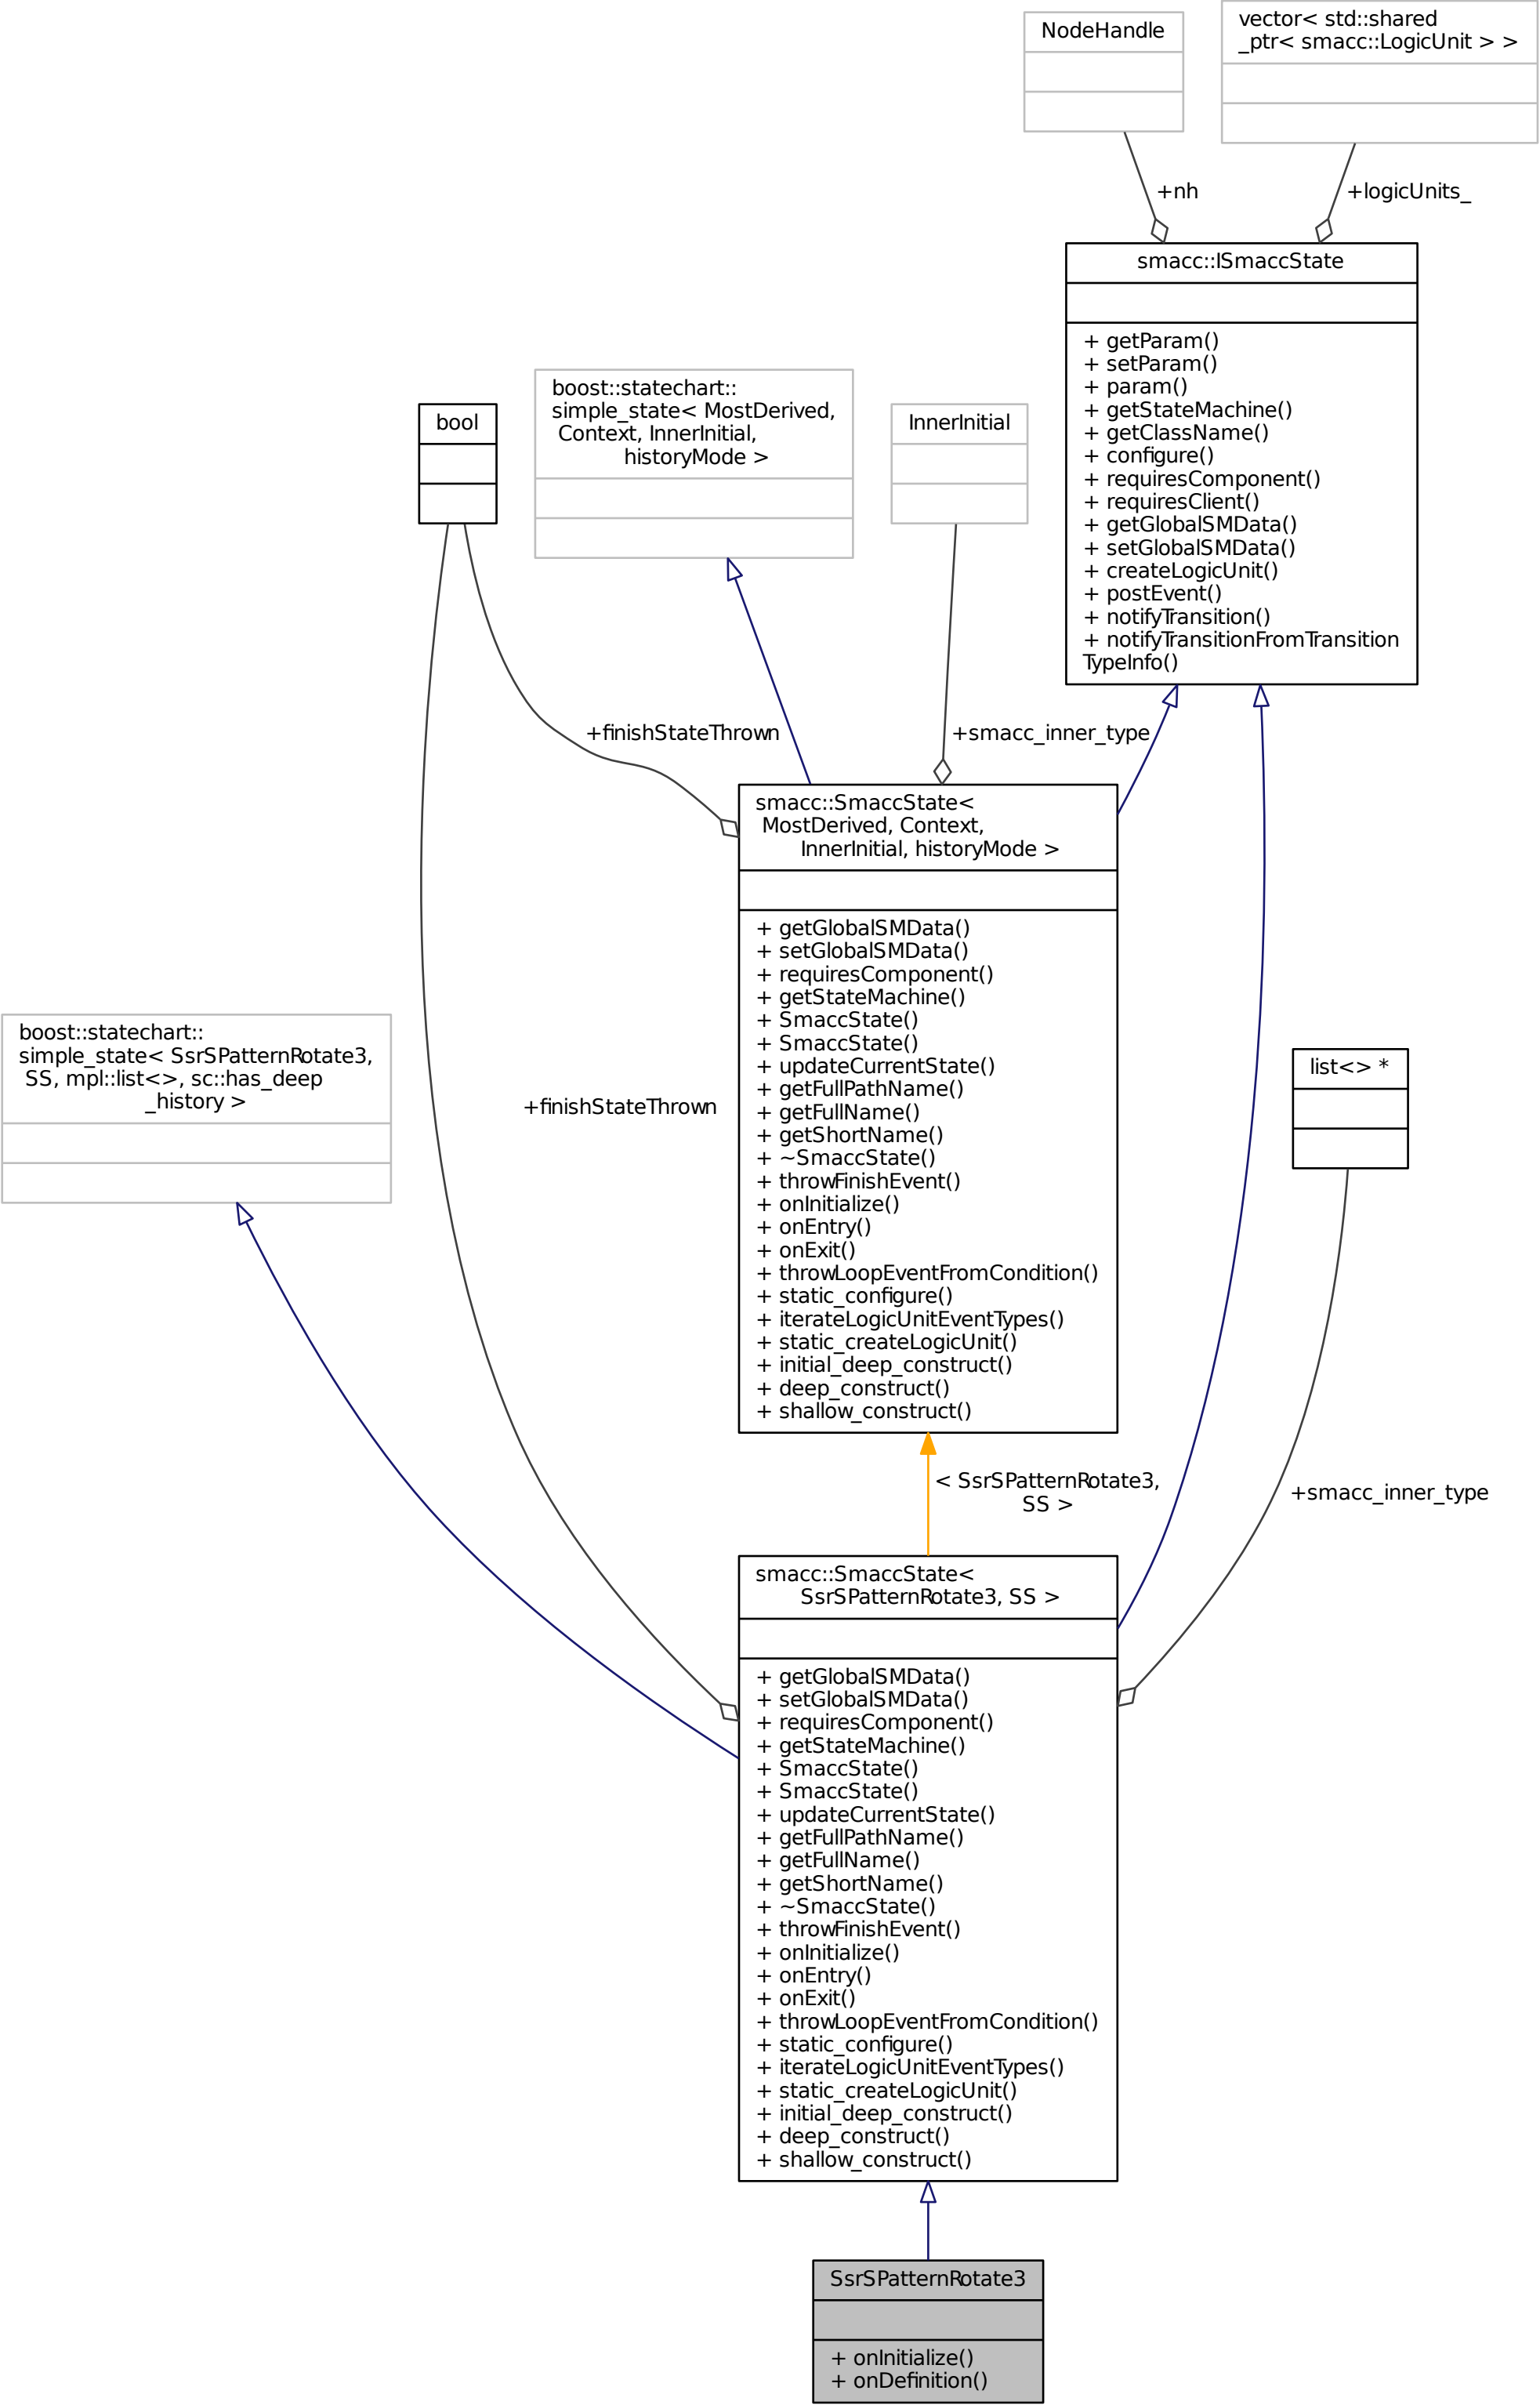 NodeHandle
vector< std::shared
_ptr< smacc::LogicUnit > >
+nh
+logicUnits_
smacc::ISmaccState
+ getParam()
+ setParam()
+ param()
+ getStateMachine()
+ getClassName()
+ configure()
+ requiresComponent()
+ requiresClient()
+ getGlobalSMData()
+ setGlobalSMData()
+ createLogicUnit()
+ postEvent()
+ notifyTransition()
+ notifyTransitionFromTransition
TypeInfo()
bool
boost::statechart::
simple_state< MostDerived,
Context, InnerInitial,
historyMode >
InnerInitial
+finishStateThrown
+smacc_inner_type
smacc::SmaccState<
MostDerived, Context,
InnerInitial, historyMode >
+ getGlobalSMData()
+ setGlobalSMData()
+ requiresComponent()
+ getStateMachine()
+ SmaccState()
+ SmaccState()
+ updateCurrentState()
+ getFullPathName()
+ getFullName()
+ getShortName()
+ ~SmaccState()
+ throwFinishEvent()
+ onInitialize()
+ onEntry()
+ onExit()
+ throwLoopEventFromCondition()
+ static_configure()
+ iterateLogicUnitEventTypes()
+ static_createLogicUnit()
+ initial_deep_construct()
+ deep_construct()
+ shallow_construct()
boost::statechart::
simple_state< SsrSPatternRotate3,
SS, mpl::list<>, sc::has_deep
_history >
+finishStateThrown
list<> *
< SsrSPatternRotate3,
SS >
+smacc_inner_type
smacc::SmaccState<
SsrSPatternRotate3, SS >
+ getGlobalSMData()
+ setGlobalSMData()
+ requiresComponent()
+ getStateMachine()
+ SmaccState()
+ SmaccState()
+ updateCurrentState()
+ getFullPathName()
+ getFullName()
+ getShortName()
+ ~SmaccState()
+ throwFinishEvent()
+ onInitialize()
+ onEntry()
+ onExit()
+ throwLoopEventFromCondition()
+ static_configure()
+ iterateLogicUnitEventTypes()
+ static_createLogicUnit()
+ initial_deep_construct()
+ deep_construct()
+ shallow_construct()
SsrSPatternRotate3
+ onInitialize()
+ onDefinition()